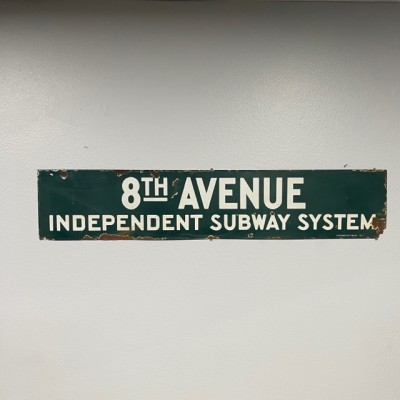 8TH AVENUE
INDEPENDENT SUBWAY SYSTEM